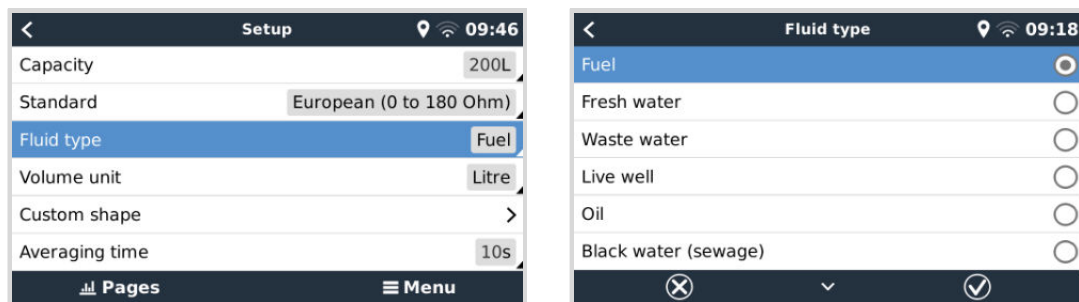 Setup 09:46
Capacity 200L
Standard European (0 to 180 Ohm)
Fluid type Fuel
Volume unit Litre
Custom shape
Averaging time 10s
Pages Menu
Fluid type 09:18
Fuel
Fresh water
Waste water
Live well
Oil
Black water (sewage)